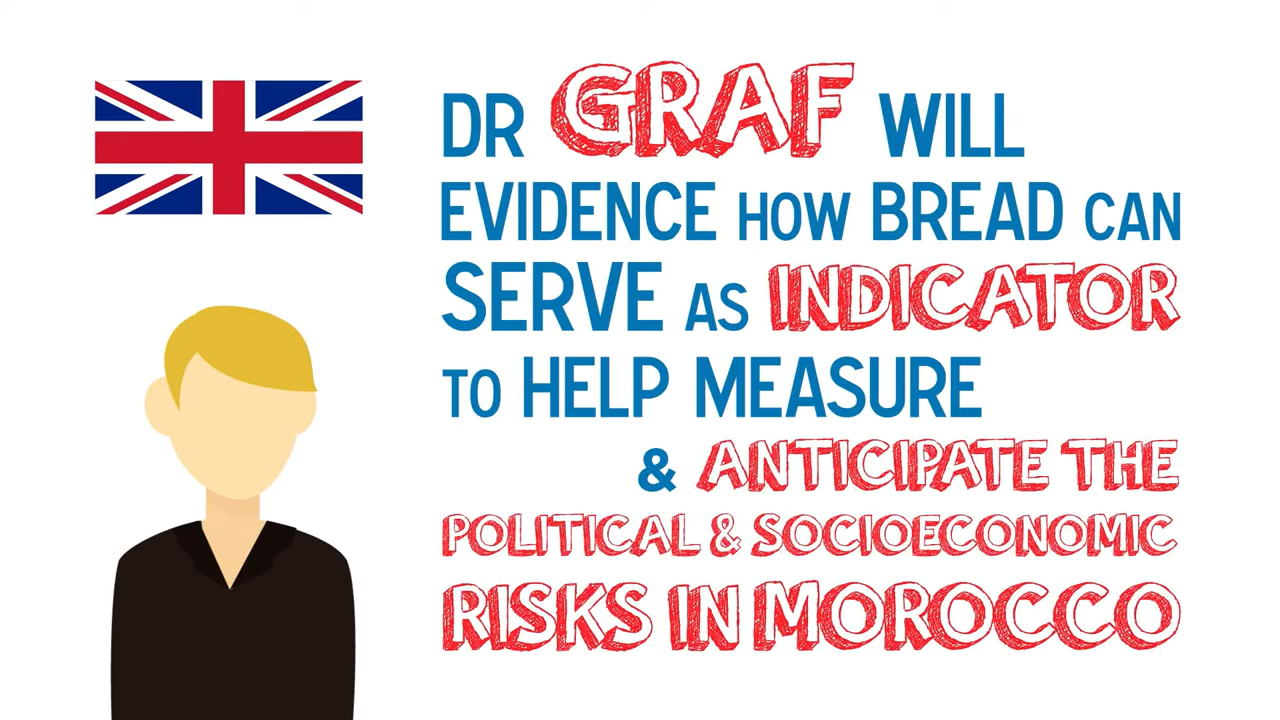 DR GRAF WILL
EVIDENCE HOW BREAD CAN
SERVE AS INDICATOR
TO HELP MEASURE
& ANTICIPATE THE
POLITICAL & SOCIOECONOMIC
RISKS IN MOROCCO